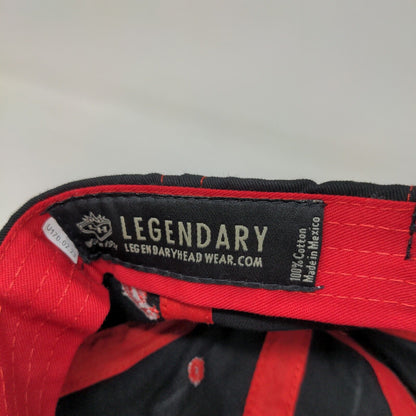 LEGENDARY
LEGENDARYHEADWEAR.COM
100% Cotton
Made in Mexico